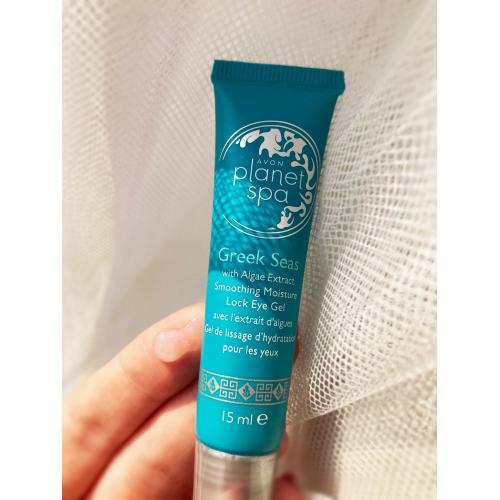 AVON
planet
spa
Greek Seas
with Algae Extract
Smoothing Moisture
Lock Eye Gel
avec l'extrait d'algues
Gel de lissage d'hydratation
pour les yeux
15 ml e